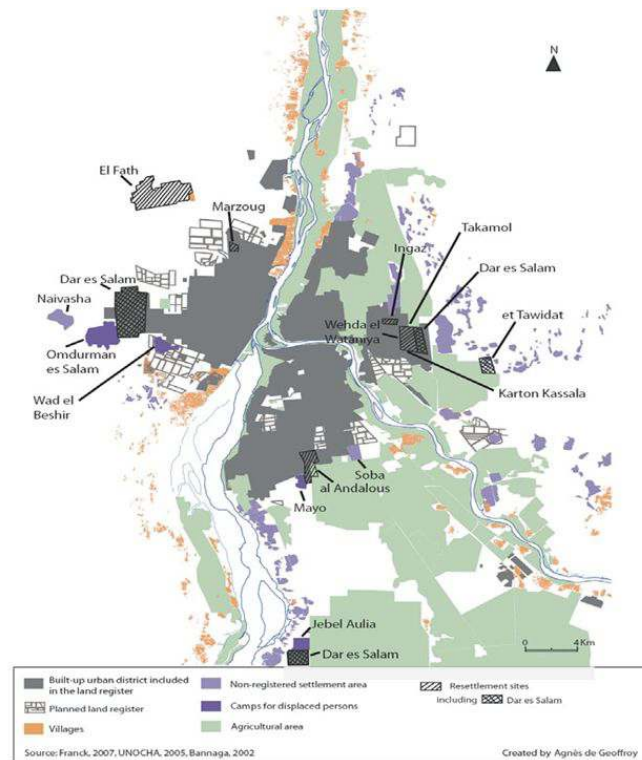 N
El Fath
Marzoug
Takamol
Ingaz
Dar es Salam
Dar es Salam
Naivasha
Wehda el
Wataniya
et Tawidat
Omdurman
es Salam
Karton Kassala
Wad el
Beshir
Soba
al Andalous
Mayo
Jebel Aulia
0 4 Km
Dar es Salam
Built-up urban district included
in the land register
Planned land register
Villages
Non-registered settlement area
Camps for displaced persons
Agricultural area
Resettlement sites
including Dar es Salam
Source: Franck, 2007, UNOCHA, 2005, Bannaga, 2002
Created by Agnès de Geoffroy